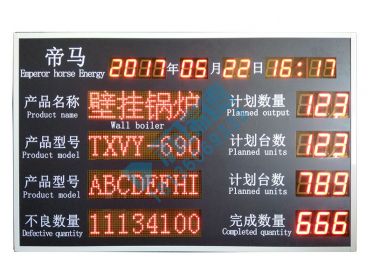 帝马
Emperor horse Energy
2017年05月22日 16:17
产品名称 壁挂锅炉 计划数量 123
Product name Wall boiler Planned output
产品型号 TXVY-690 计划台数 123
Product model Planned units
产品型号 ABCDEFHI 计划台数 789
Product model Planned units
不良数量 11134100 完成数量 666
Defective quantity Completed quantity